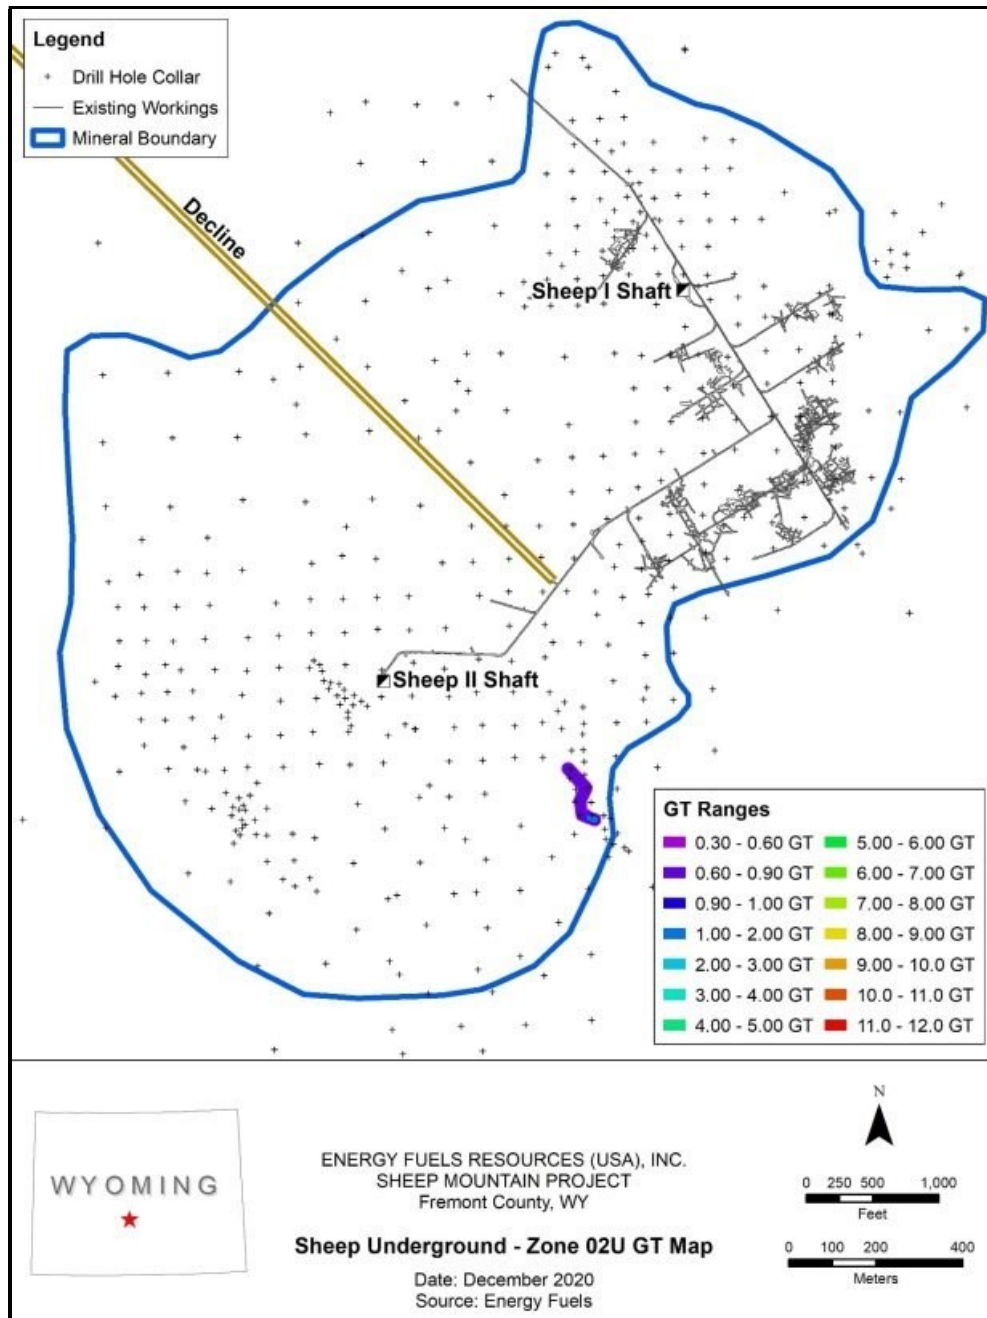 Legend
Drill Hole Collar
Existing Workings
Mineral Boundary
Decline
Sheep I Shaft
Sheep II Shaft
GT Ranges
0.30 - 0.60 GT
0.60 - 0.90 GT
0.90 - 1.00 GT
1.00 - 2.00 GT
2.00 - 3.00 GT
3.00 - 4.00 GT
4.00 - 5.00 GT
5.00 - 6.00 GT
6.00 - 7.00 GT
7.00 - 8.00 GT
8.00 - 9.00 GT
9.00 - 10.0 GT
10.0 - 11.0 GT
11.0 - 12.0 GT
WYOMING
ENERGY FUELS RESOURCES (USA), INC.
SHEEP MOUNTAIN PROJECT
Fremont County, WY
Sheep Underground - Zone 02U GT Map
Date: December 2020
Source: Energy Fuels
N
0 250 500 1,000
Feet
0 100 200 400
Meters